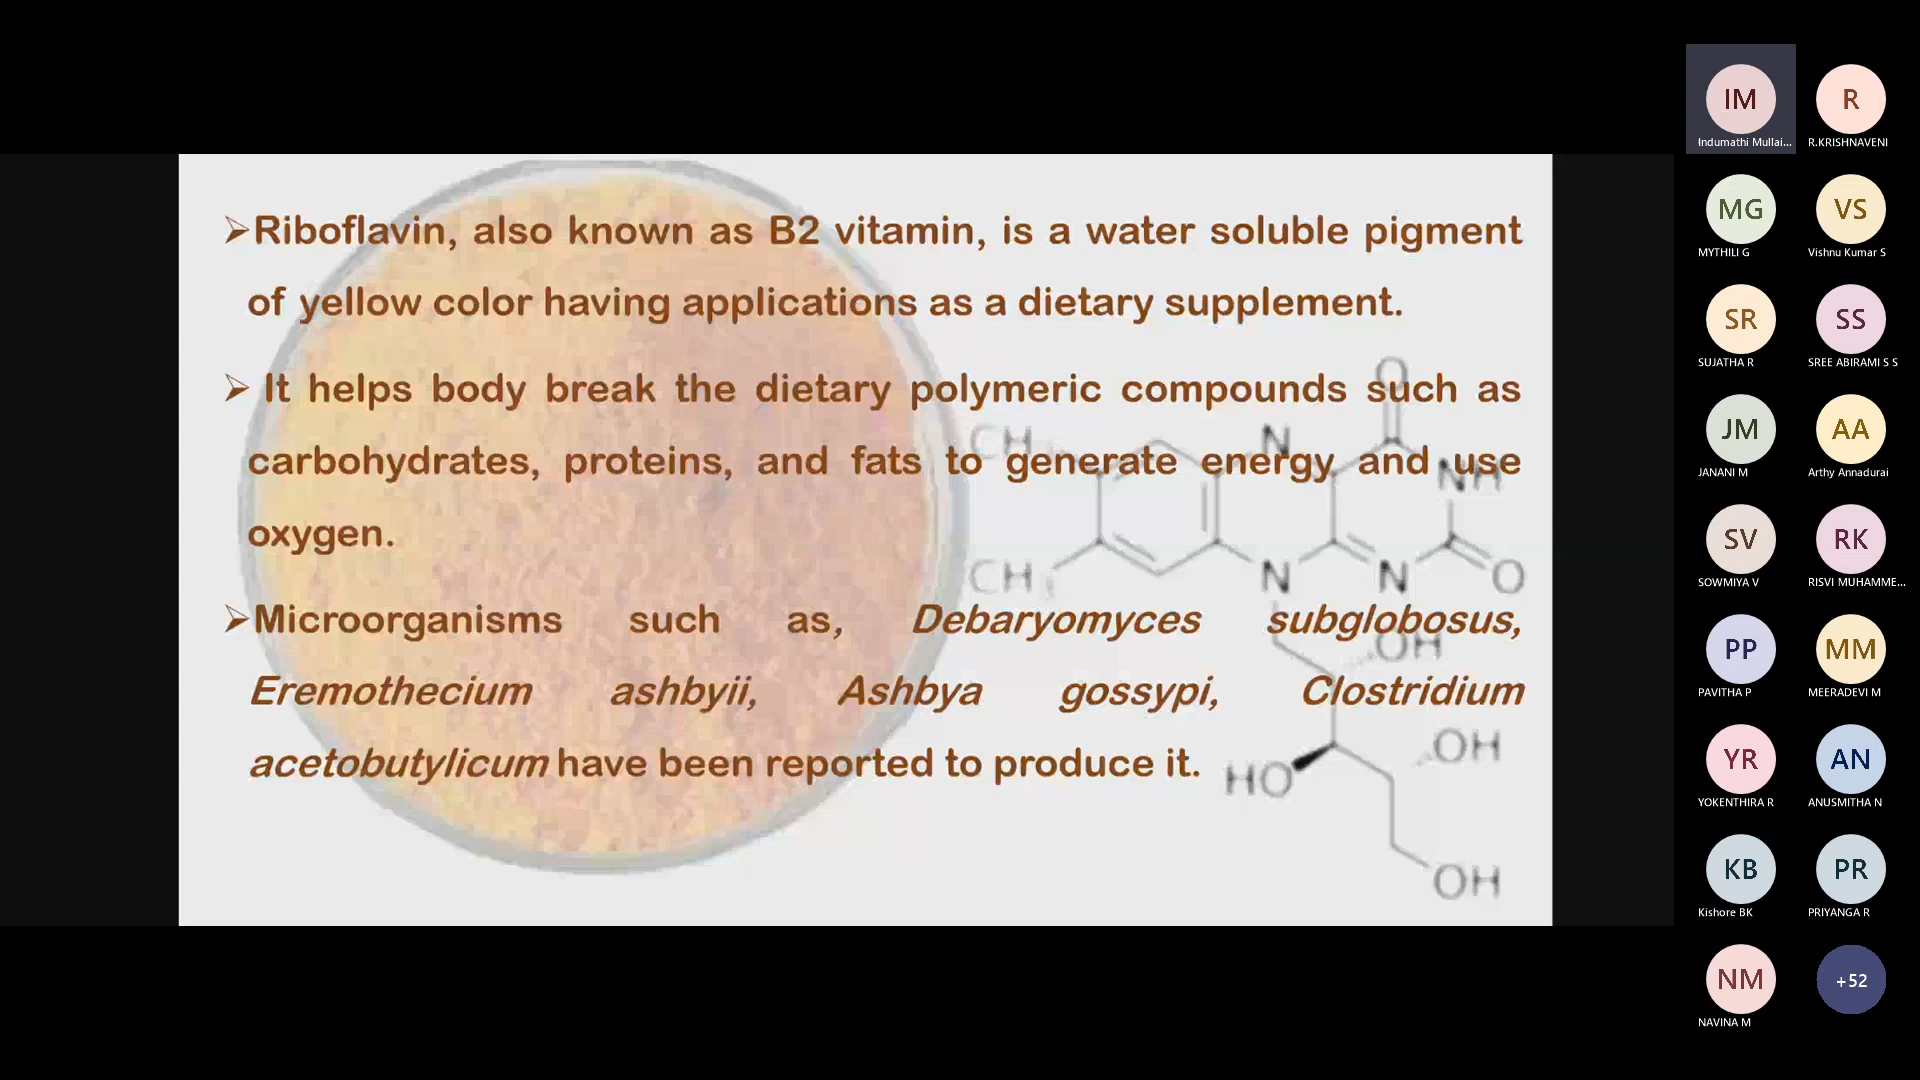 ➢Riboflavin, also known as B2 vitamin, is a water soluble pigment
of yellow color having applications as a dietary supplement.
➢ It helps body break the dietary polymeric compounds such as
carbohydrates, proteins, and fats to generate energy and use
oxygen.
➢Microorganisms such as, Debaryomyces subglobosus,
Eremothecium ashbyii, Ashbya gossypi, Clostridium
acetobutylicum have been reported to produce it.
O
CH
N
NH
CH
N
N
O
OH
OH
HO
OH
IM
Indumathi Mullai...
R
R.KRISHNAVENI
MG
MYTHILI G
VS
Vishnu Kumar S
SR
SUJATHA R
SS
SREE ABIRAMI S S
JM
JANANI M
AA
Arthy Annadurai
SV
SOWMIYA V
RK
RISVI MUHAMME...
PP
PAVITHA P
MM
MEERADEVI M
YR
YOKENTHIRA R
AN
ANUSMITHA N
KB
Kishore BK
PR
PRIYANGA R
NM
NAVINA M
+52